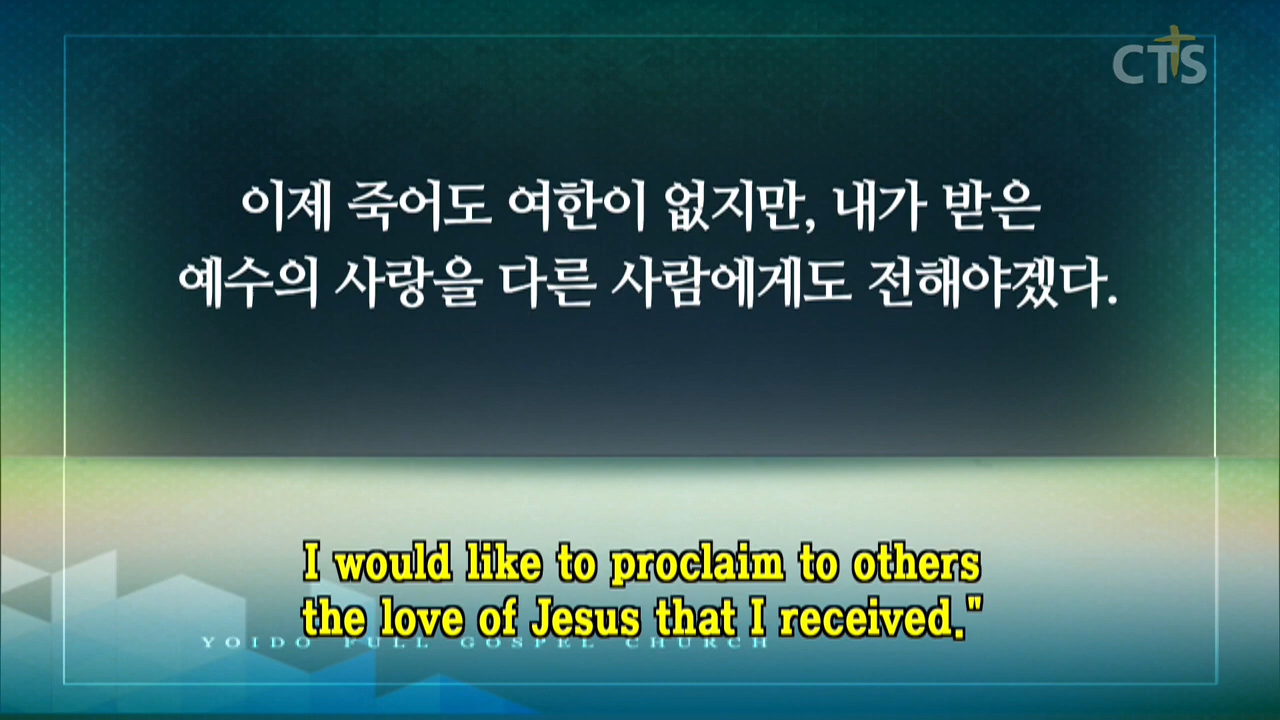 CTS
이제 죽어도 여한이 없지만, 내가 받은
예수의 사랑을 다른 사람에게도 전해야겠다.
I would like to proclaim to others
the love of Jesus that I received."
YOIDO FULL GOSPEL CHURCH